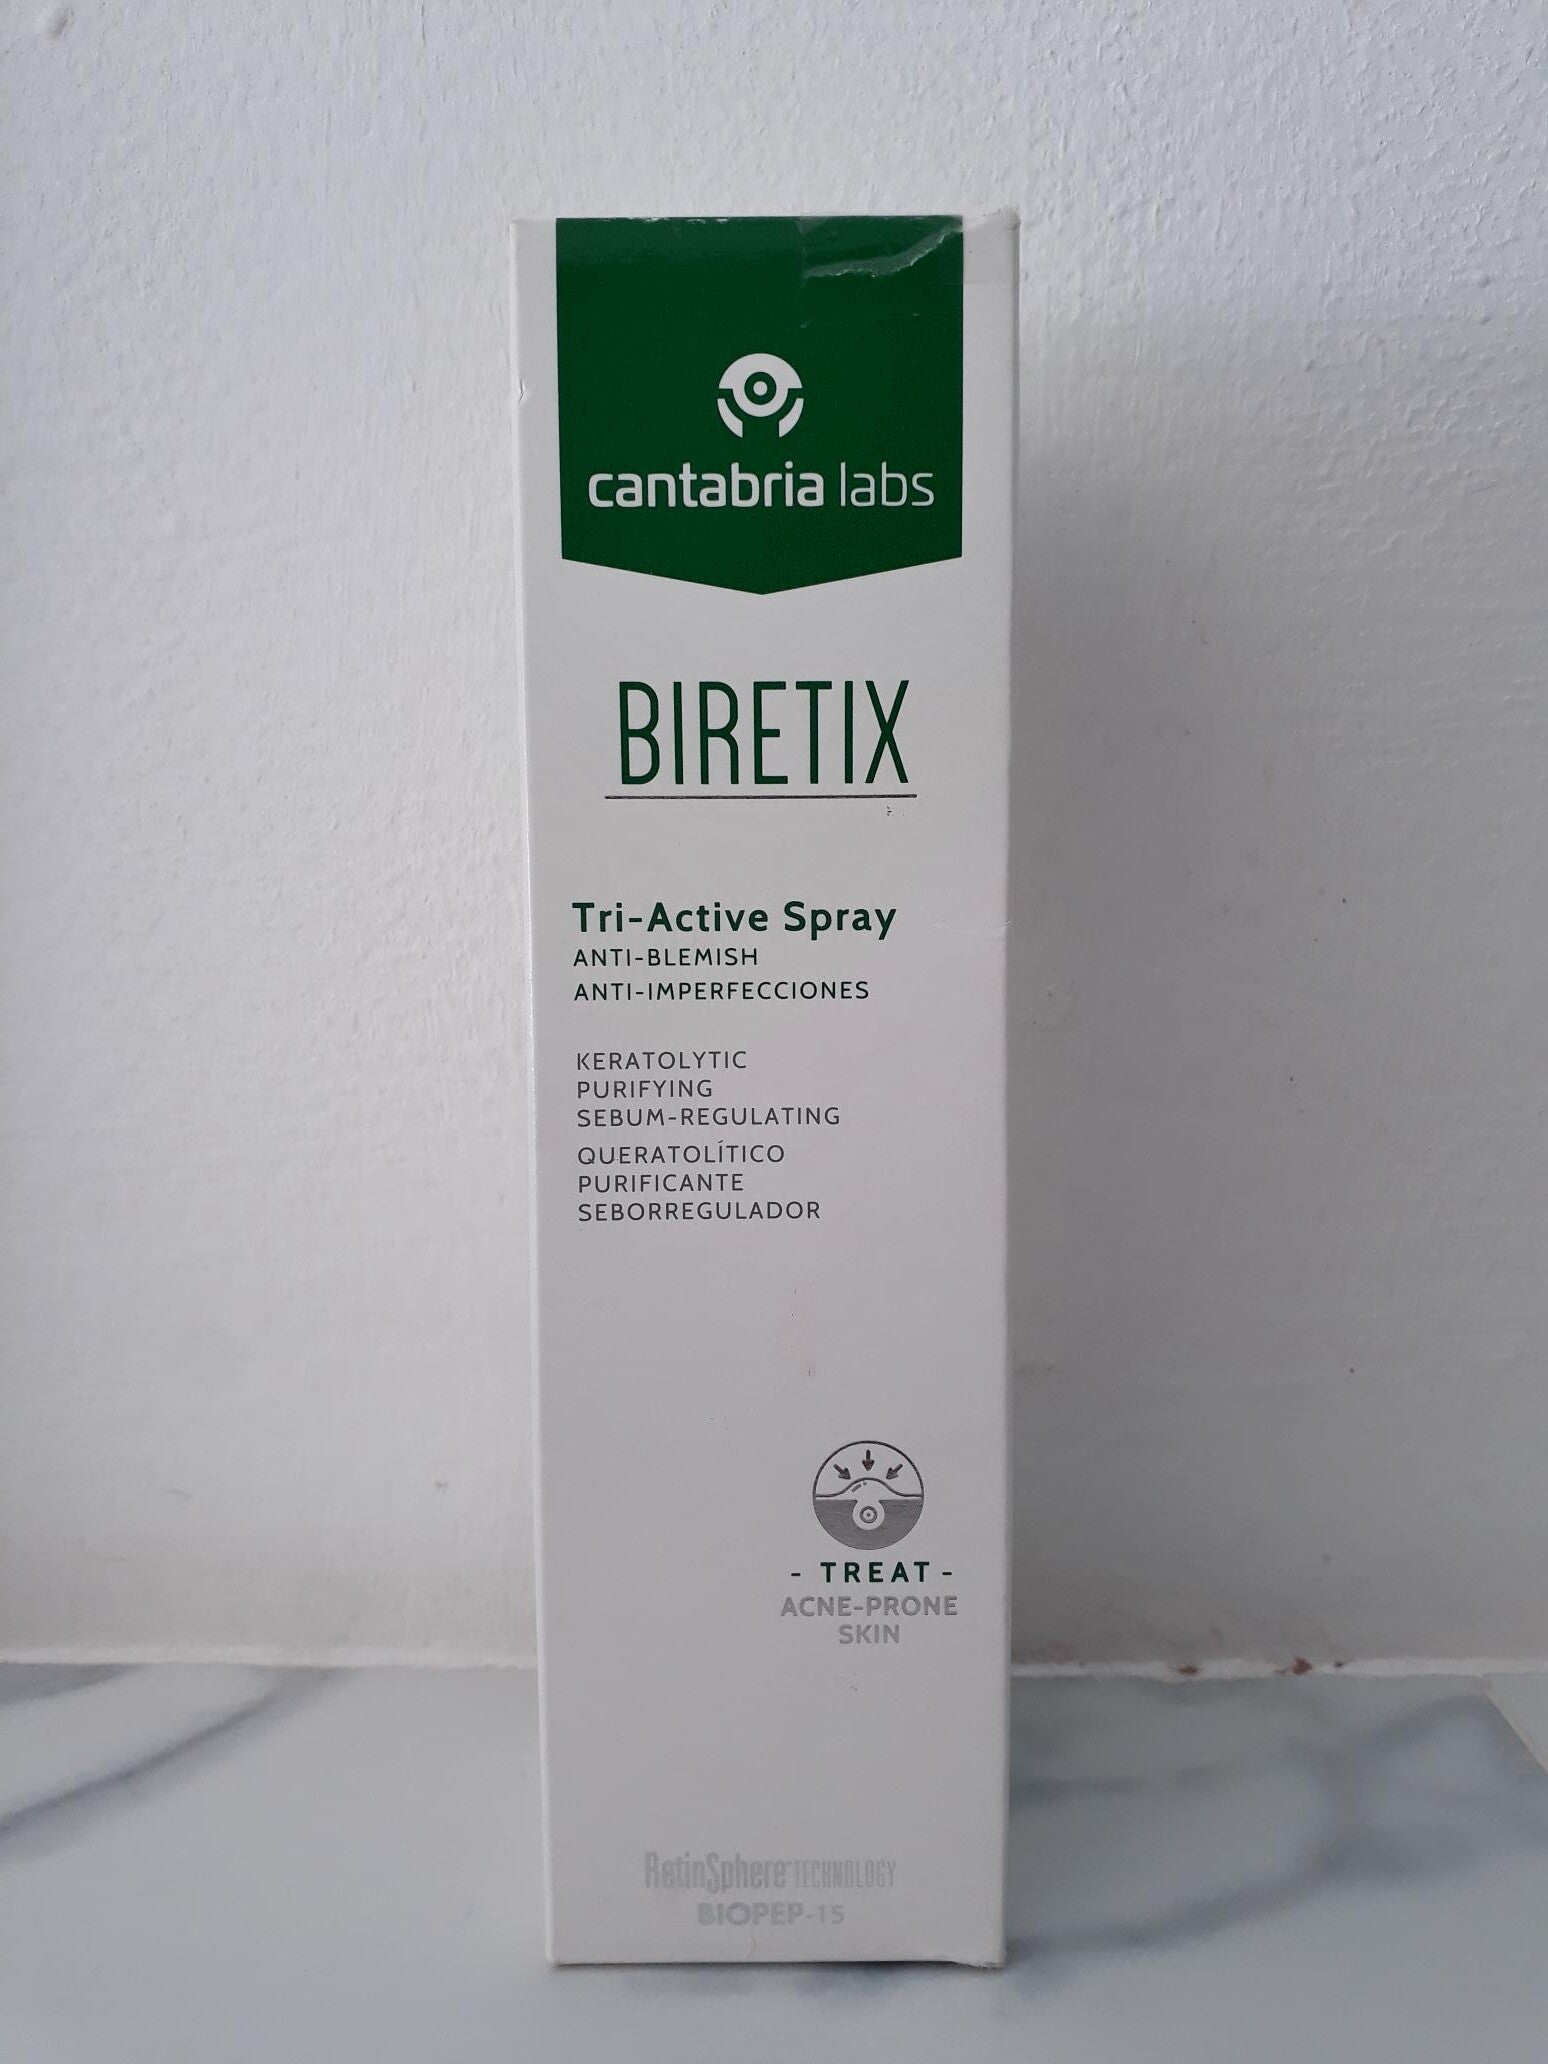 cantabria labs
BIRETIX
Tri-Active Spray
ANTI-BLEMISH
ANTI-IMPERFECCIONES
KERATOLYTIC
PURIFYING
SEBUM-REGULATING
QUERATOLÍTICO
PURIFICANTE
SEBORREGULADOR
- TREAT -
ACNE-PRONE
SKIN
RetinSphere TECHNOLOGY
BIOPEP-15